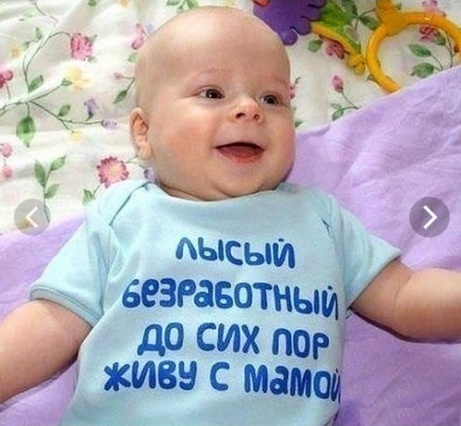 лысый
безработный
до сих пор
живу с мамой